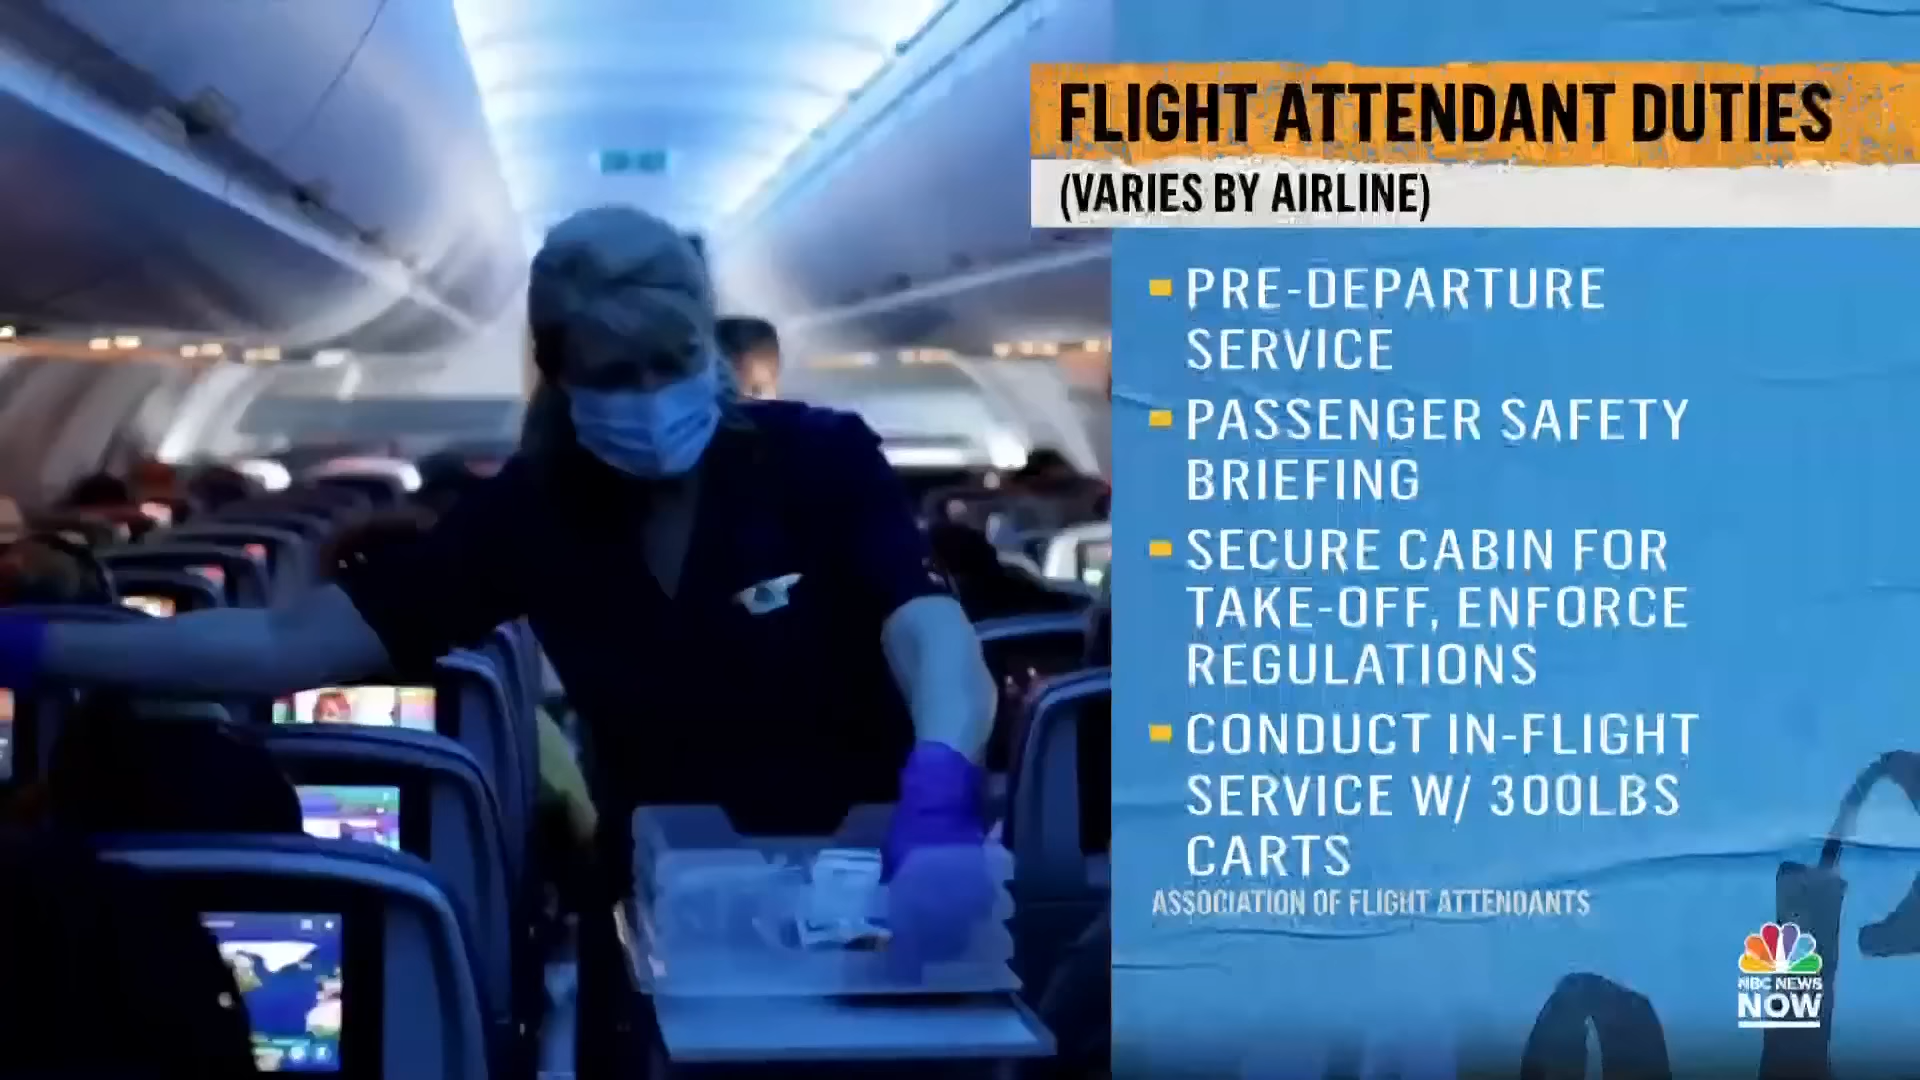 FLIGHT ATTENDANT DUTIES
(VARIES BY AIRLINE)
PRE-DEPARTURE
SERVICE
PASSENGER SAFETY
BRIEFING
SECURE CABIN FOR
TAKE-OFF, ENFORCE
REGULATIONS
CONDUCT IN-FLIGHT
SERVICE W/ 300LBS
CARTS
ASSOCIATION OF FLIGHT ATTENDANTS
NBC NEWS
NOW